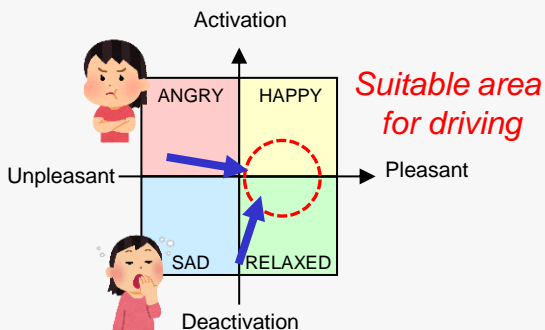 Activation
ANGRY
HAPPY
Suitable area
for driving
Unpleasant
Pleasant
SAD
RELAXED
Deactivation